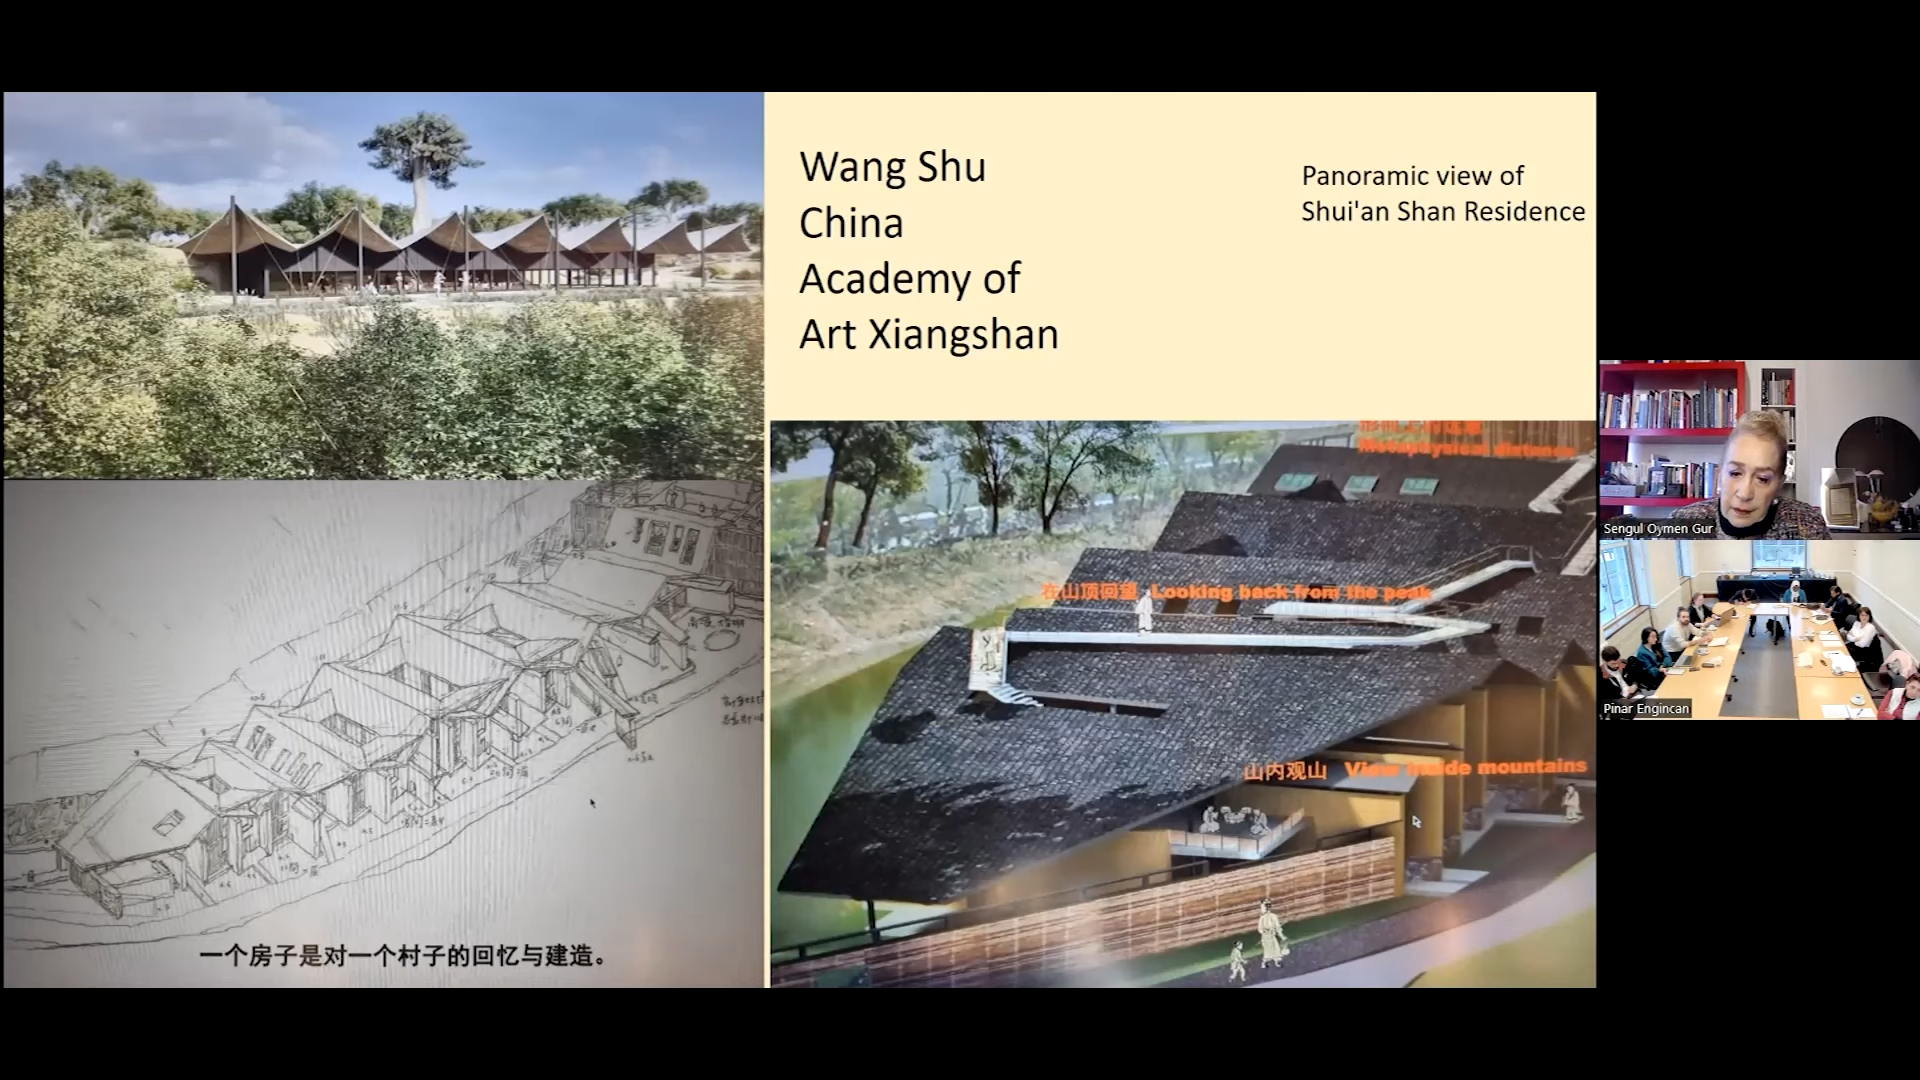 Wang Shu
China
Academy of
Art Xiangshan
Panoramic view of
Shui'an Shan Residence
Metaphysical distance
在山顶回望 Looking back from the peak
山内观山 View inside mountains
一个房子是对一个村子的回忆与建造。
Sengul Oymen Gur
Pinar Engincan